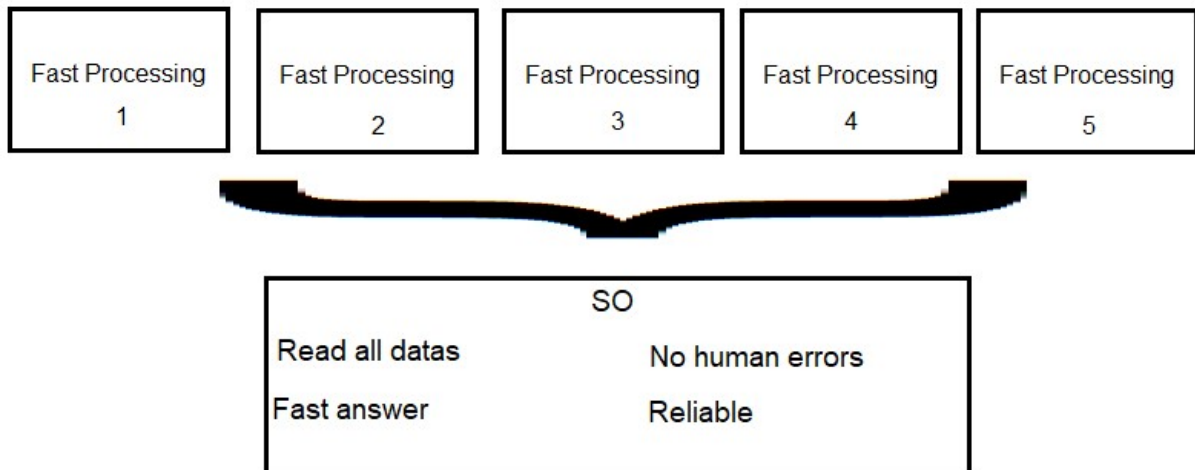 Fast Processing
1
Fast Processing
2
Fast Processing
3
Fast Processing
4
Fast Processing
5
SO
Read all datas
No human errors
Fast answer
Reliable